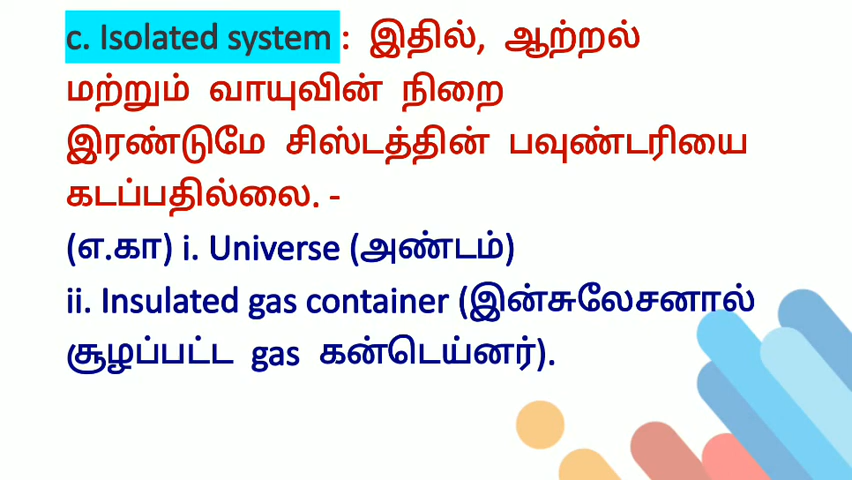 c. Isolated system : இதில், ஆற்றல்
மற்றும் வாயுவின் நிறை
இரண்டுமே சிஸ்டத்தின் பவுண்டரியை
கடப்பதில்லை. -
(எ.கா) i. Universe (அண்டம்)
ii. Insulated gas container (இன்சுலேசனால்
சூழப்பட்ட gas கன்டெய்னர்).